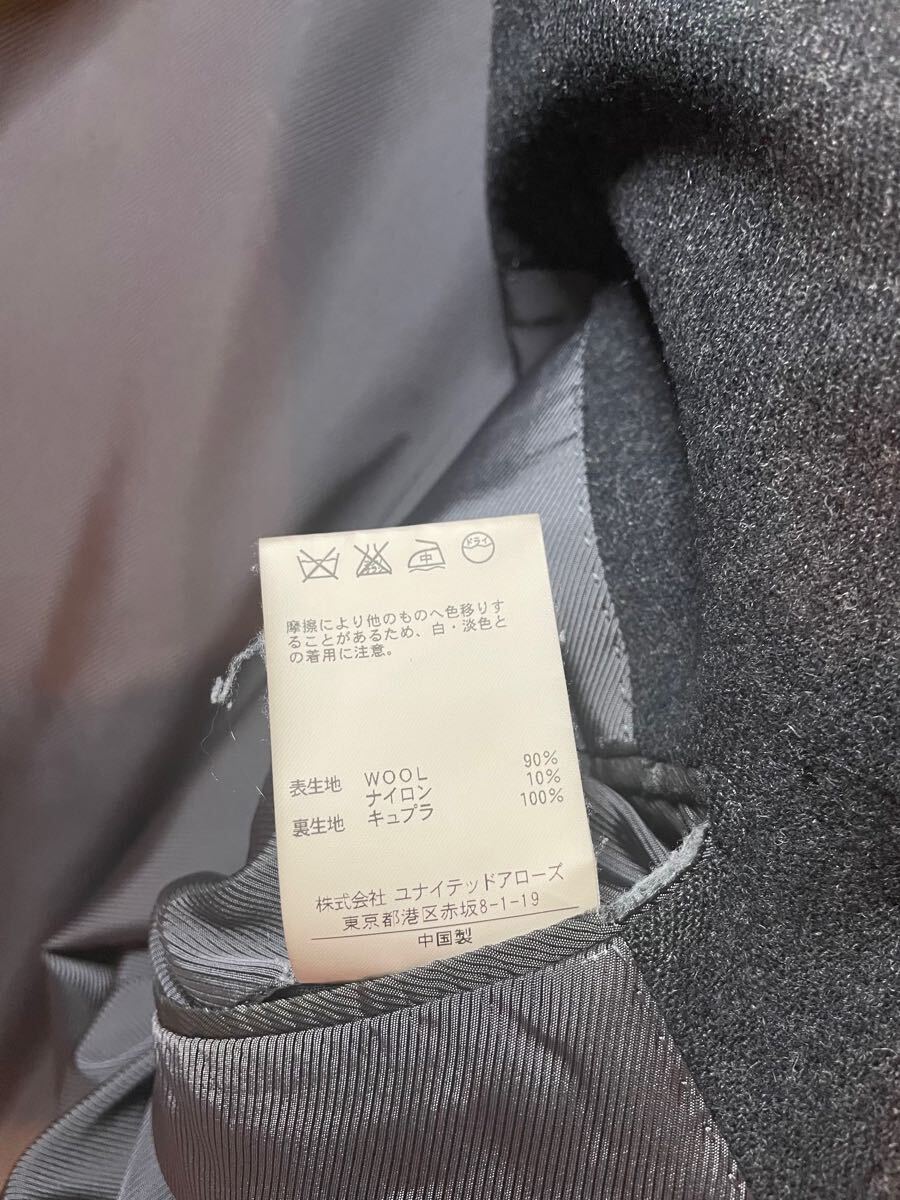 中 ドライ
摩擦により他のものへ色移りす
ることがあるため、白・淡色と
の着用に注意。
表生地 WOOL 90%
ナイロン 10%
裏生地 キュプラ 100%
株式会社 ユナイテッドアローズ
東京都港区赤坂8-1-19
中国製